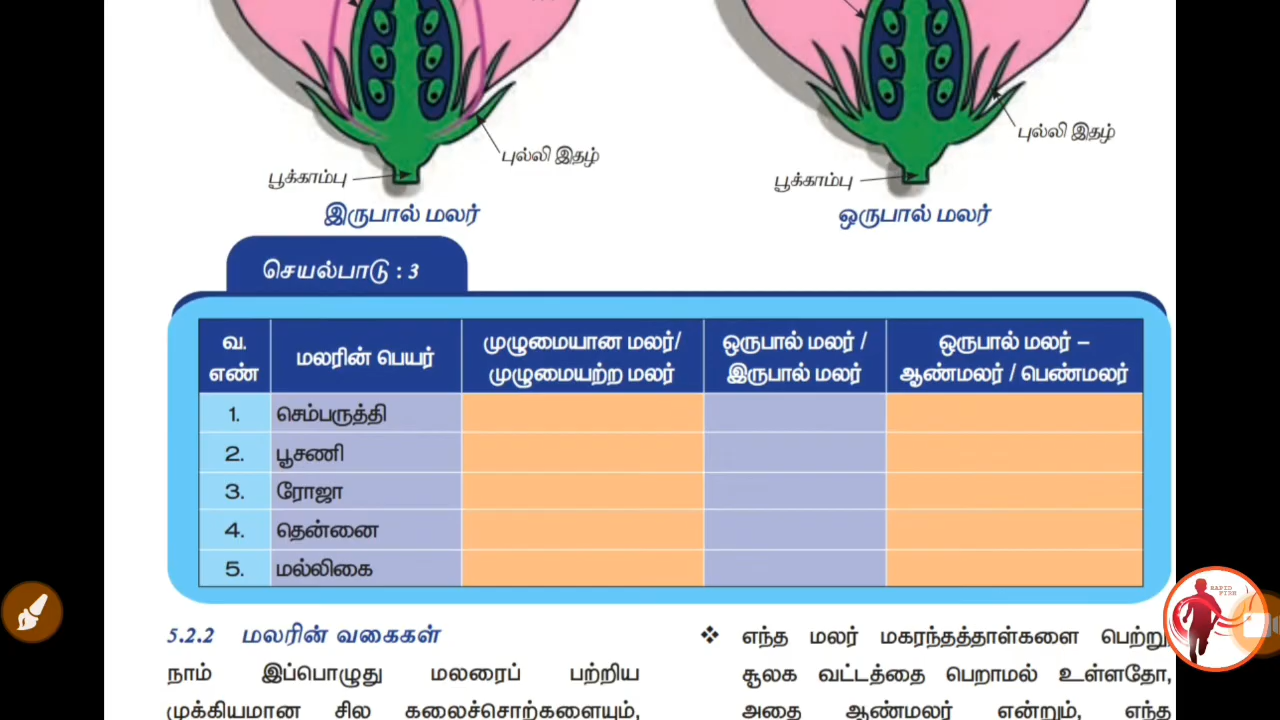 புல்லி இதழ்
புல்லி இதழ்
பூக்காம்பு
பூக்காம்பு
இருபால் மலர்
ஒருபால் மலர்
செயல்பாடு : 3
வ. எண்
மலரின் பெயர்
முழுமையான மலர்/
முழுமையற்ற மலர்
ஒருபால் மலர் /
இருபால் மலர்
ஒருபால் மலர் –
ஆண்மலர் / பெண்மலர்
1. செம்பருத்தி
2. பூசணி
3. ரோஜா
4. தென்னை
5. மல்லிகை
5.2.2 மலரின் வகைகள்
நாம் இப்பொழுது மலரைப் பற்றிய
முக்கியமான சில கலைச்சொற்களையும்,
❖ எந்த மலர் மகரந்தத்தாள்களை பெற்று,
சூலக வட்டத்தை பெறாமல் உள்ளதோ,
அதை ஆண்மலர் என்றும், எந்த
RAPID